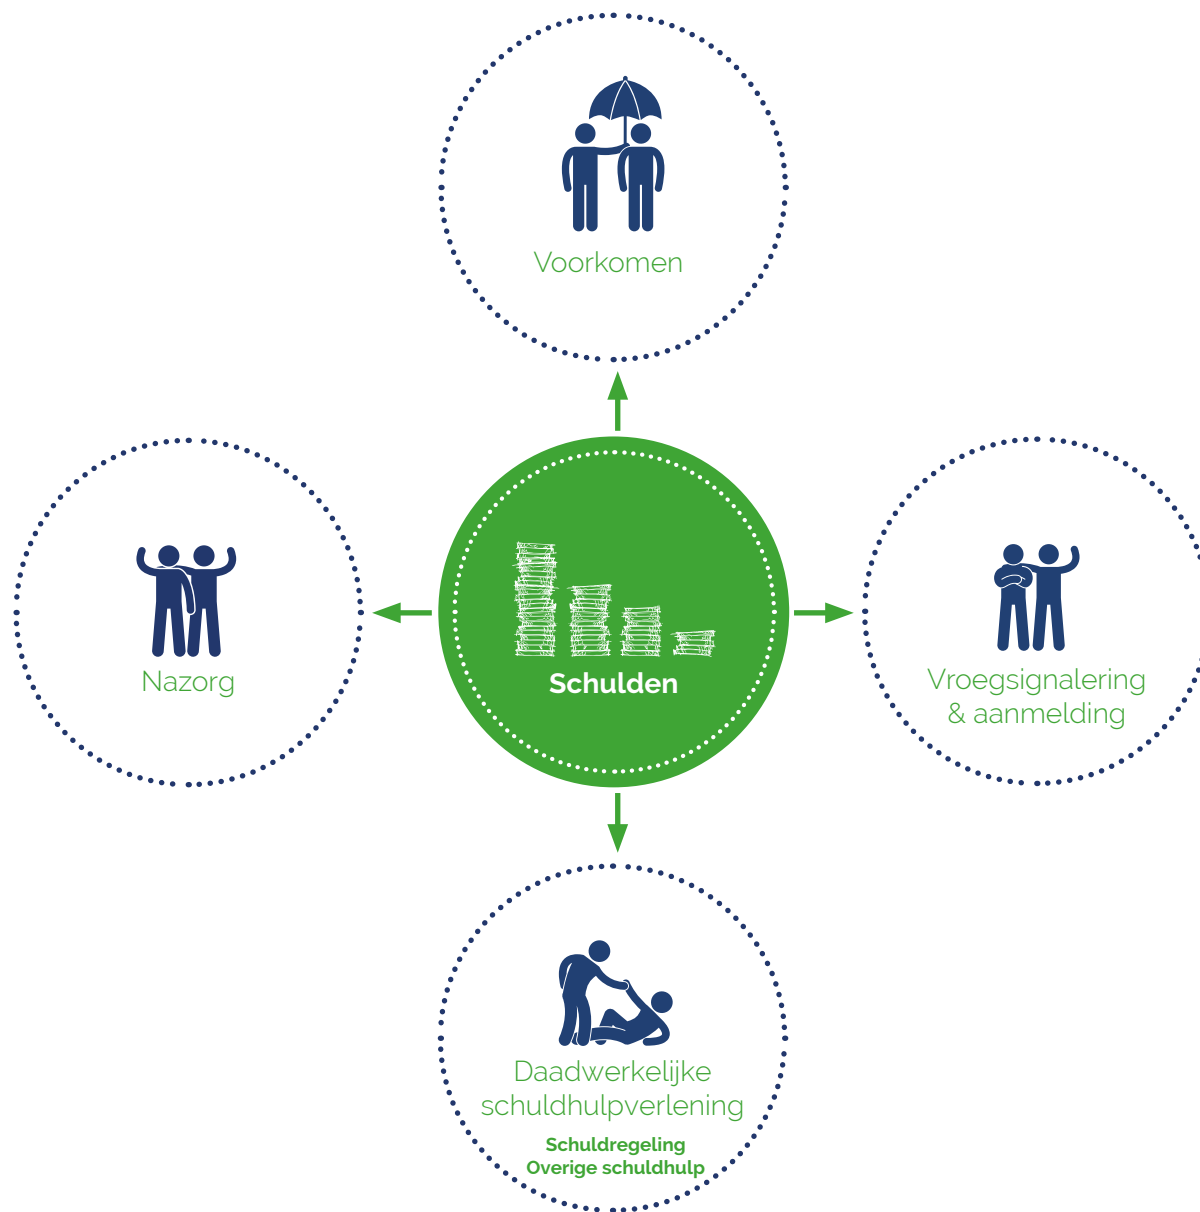 Voorkomen
Nazorg
Schulden
Vroegsignalering
& aanmelding
Daadwerkelijke
schuldhulpverlening
Schuldregeling
Overige schuldhulp